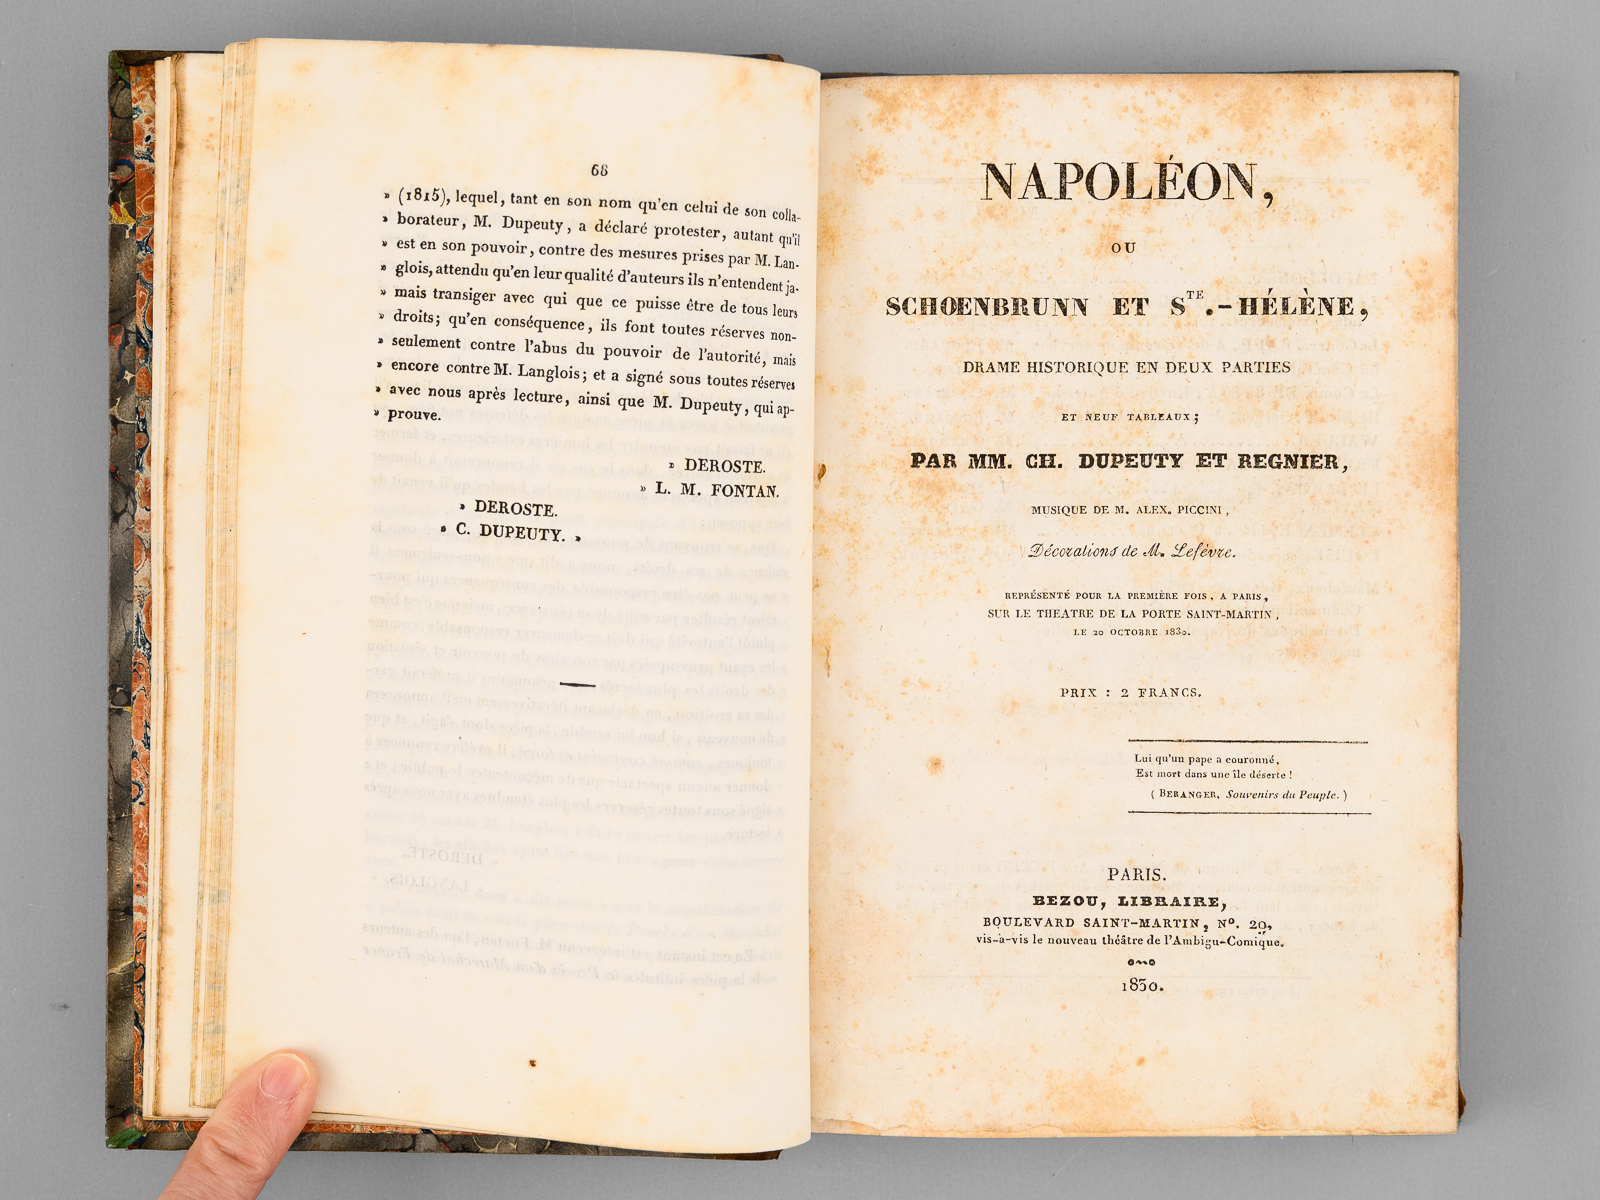 68
» (1815), lequel, tant en son nom qu'en celui de son colla-
» borateur, M. Dupeuty, a déclaré protester, autant qu'il
» est en son pouvoir, contre des mesures prises par M. Lan-
» glois, attendu qu'en leur qualité d'auteurs ils n'entendent ja-
» mais transiger avec qui que ce puisse être de tous leurs
» droits; qu'en conséquence, ils font toutes réserves non-
» seulement contre l'abus du pouvoir de l'autorité, mais
» encore contre M. Langlois; et a signé sous toutes réserves
» avec nous après lecture, ainsi que M. Dupeuty, qui ap-
» prouve.
» DEROSTE.
» L. M. FONTAN.
» DEROSTE.
» C. DUPEUTY. »
NAPOLÉON,
OU
SCHOENBRUNN ET STE.-HÉLÈNE,
DRAME HISTORIQUE EN DEUX PARTIES
ET NEUF TABLEAUX;
PAR MM. CH. DUPEUTY ET REGNIER,
MUSIQUE DE M. ALEX. PICCINI,
Décorations de M. Lefèvre.
REPRÉSENTÉ POUR LA PREMIÈRE FOIS, A PARIS,
SUR LE THEATRE DE LA PORTE SAINT-MARTIN,
LE 20 OCTOBRE 1830.
PRIX : 2 FRANCS.
Lui qu'un pape a couronné,
Est mort dans une île déserte !
( BERANGER, Souvenirs du Peuple. )
PARIS.
BEZOU, LIBRAIRE,
BOULEVARD SAINT-MARTIN, No. 20,
vis-à-vis le nouveau théâtre de l'Ambigu-Comique.
1830.